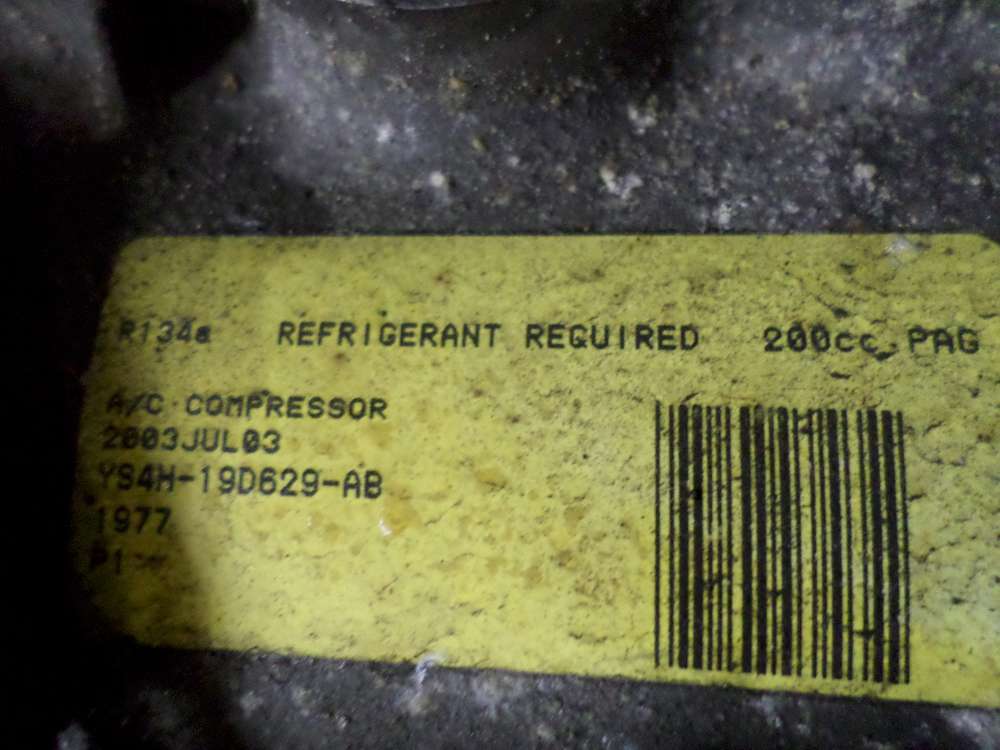 R134a REFRIGERANT REQUIRED 200cc PAG
A/C COMPRESSOR
2003JUL03
YS4H-19D629-AB
1977
P1